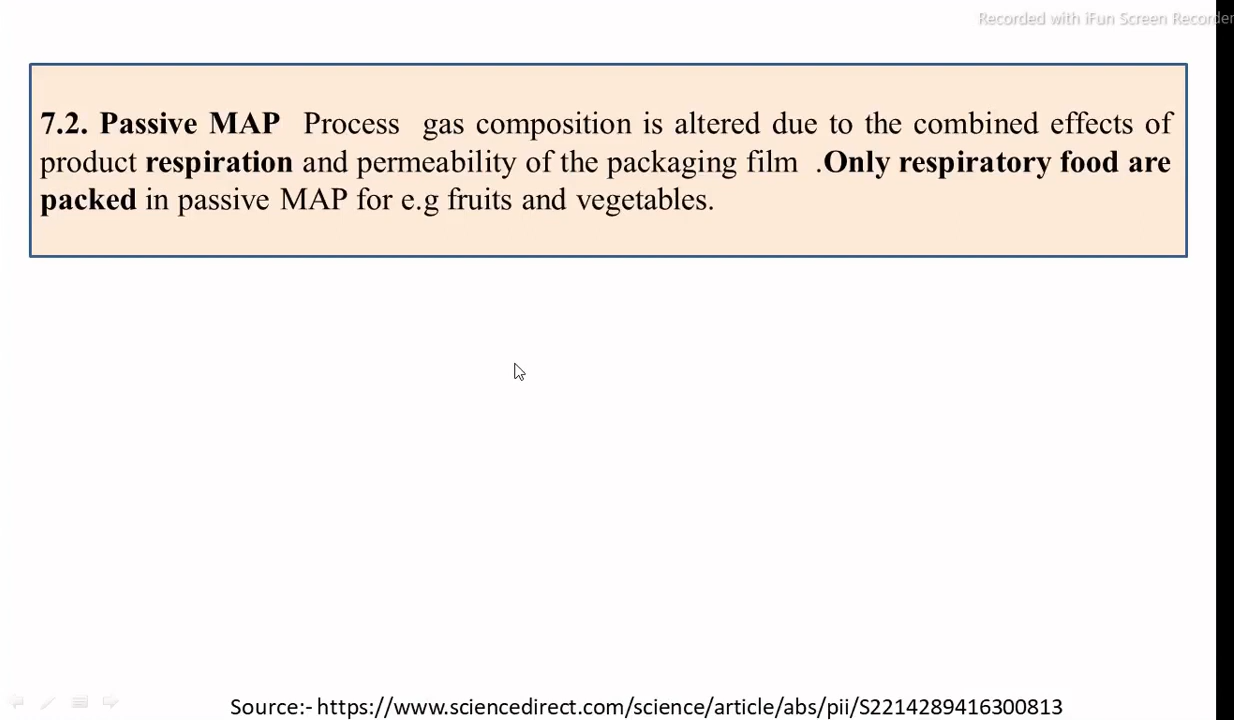 Recorded with iFun Screen Recorder
7.2. Passive MAP Process gas composition is altered due to the combined effects of
product respiration and permeability of the packaging film .Only respiratory food are
packed in passive MAP for e.g fruits and vegetables.
Source:- https://www.sciencedirect.com/science/article/abs/pii/S2214289416300813